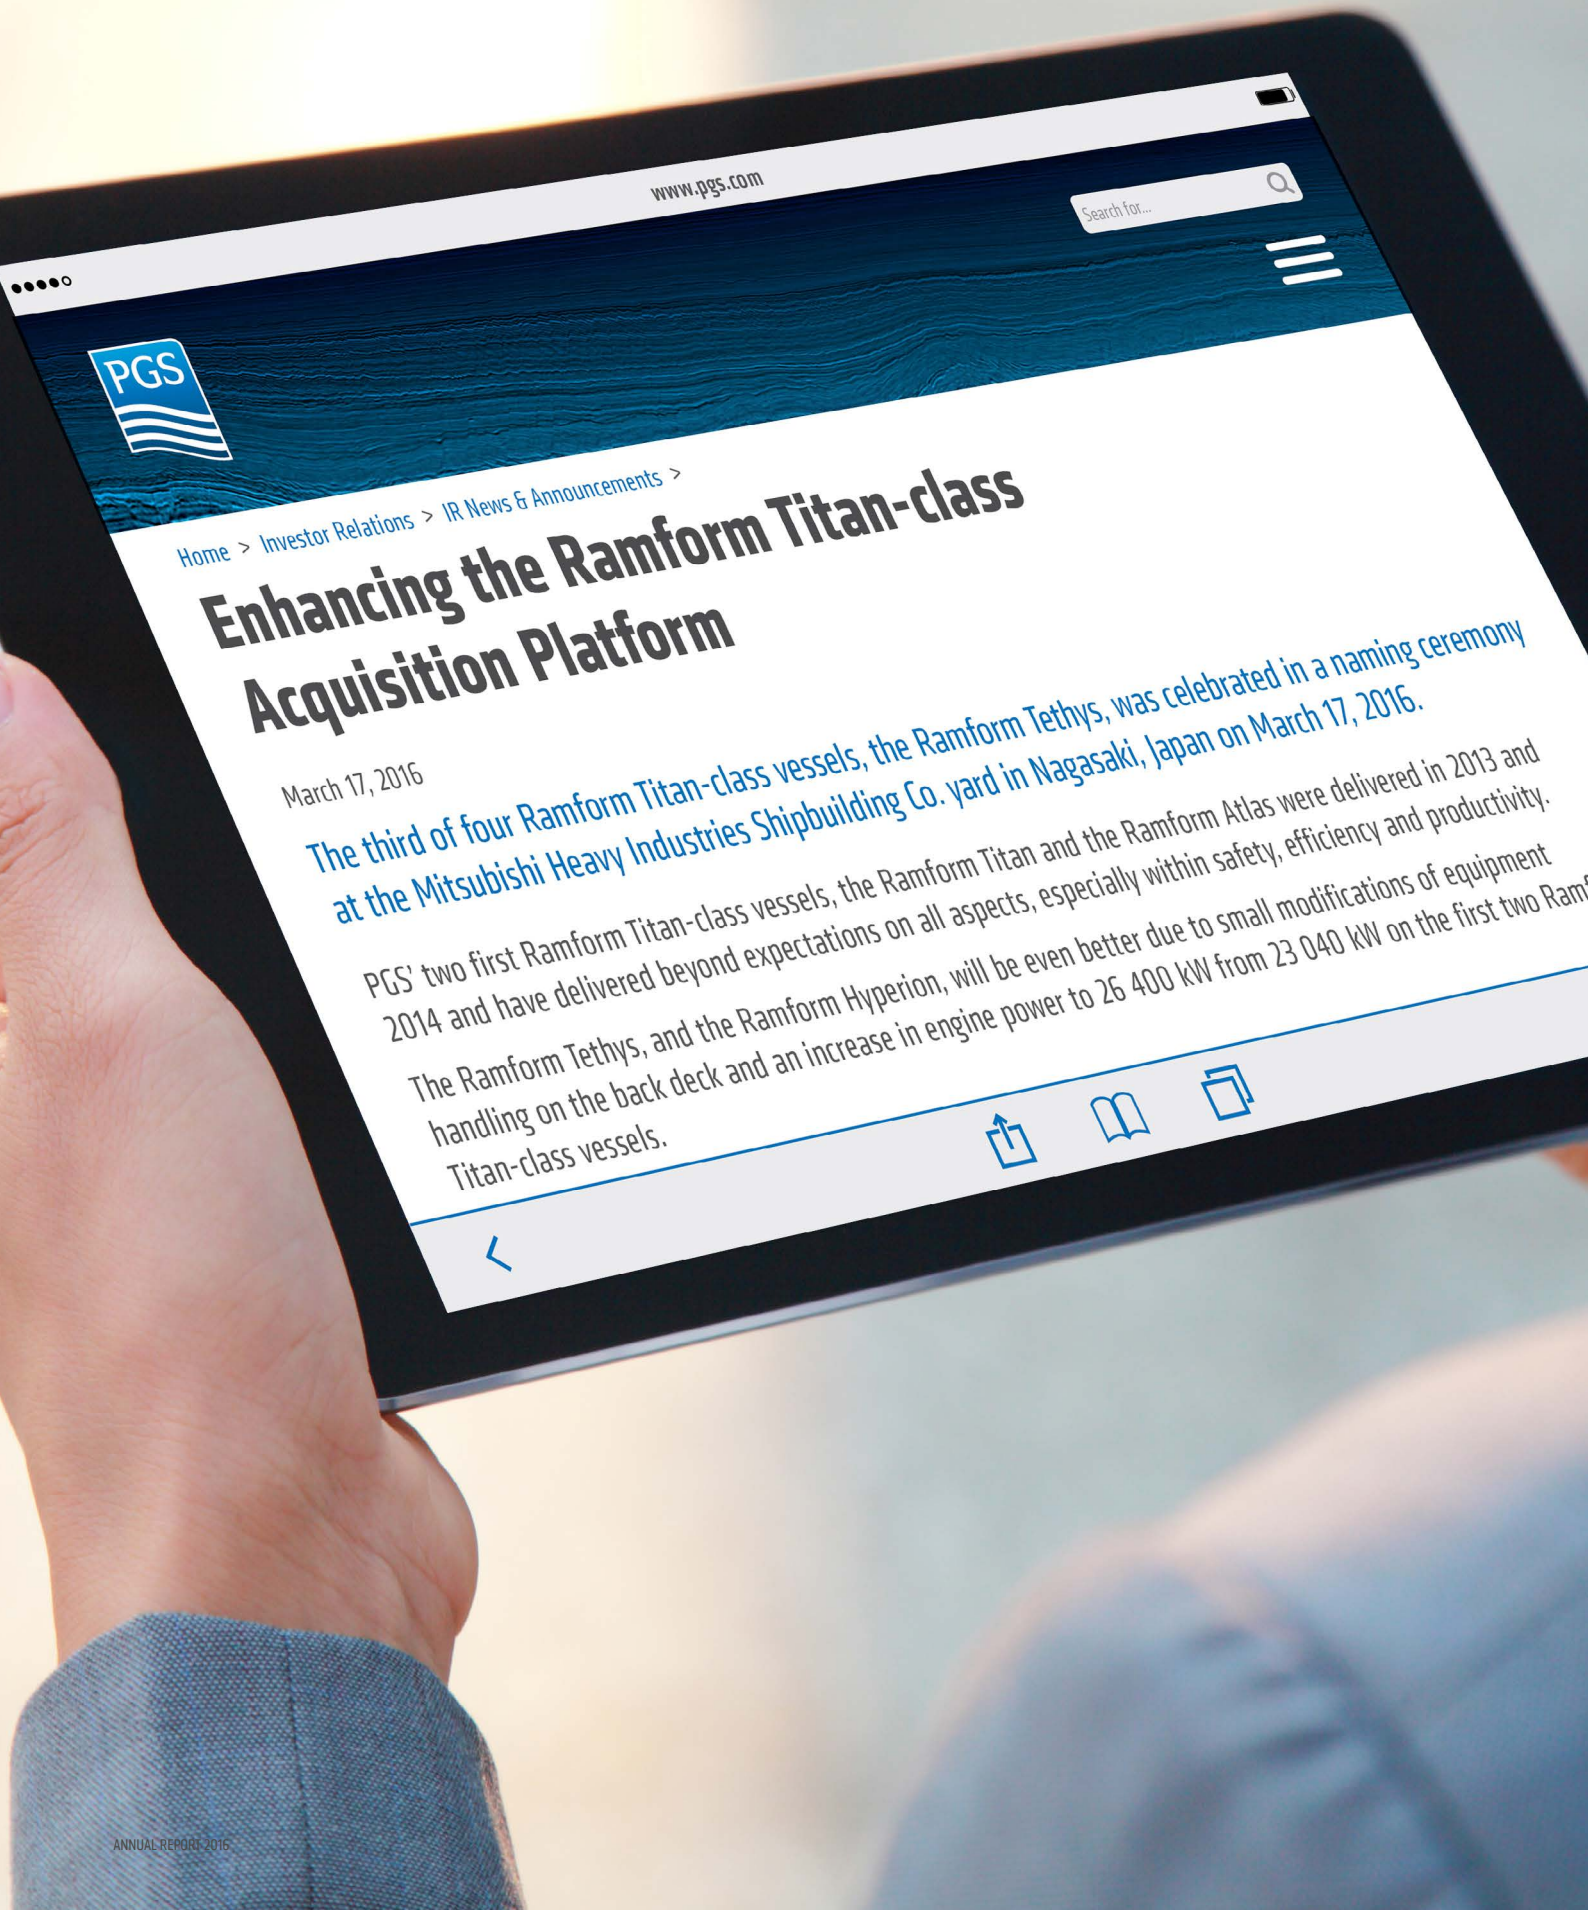 www.pgs.com
Search for...
PGS
Home > Investor Relations > IR News & Announcements >
Enhancing the Ramform Titan-class
Acquisition Platform
March 17, 2016
The third of four Ramform Titan-class vessels, the Ramform Tethys, was celebrated in a naming ceremony
at the Mitsubishi Heavy Industries Shipbuilding Co. yard in Nagasaki, Japan on March 17, 2016.
PGS' two first Ramform Titan-class vessels, the Ramform Titan and the Ramform Atlas were delivered in 2013 and
2014 and have delivered beyond expectations on all aspects, especially within safety, efficiency and productivity.
The Ramform Tethys, and the Ramform Hyperion, will be even better due to small modifications of equipment
handling on the back deck and an increase in engine power to 26 400 kW from 23 040 kW on the first two
Titan-class vessels.
ANNUAL REPORT 2016